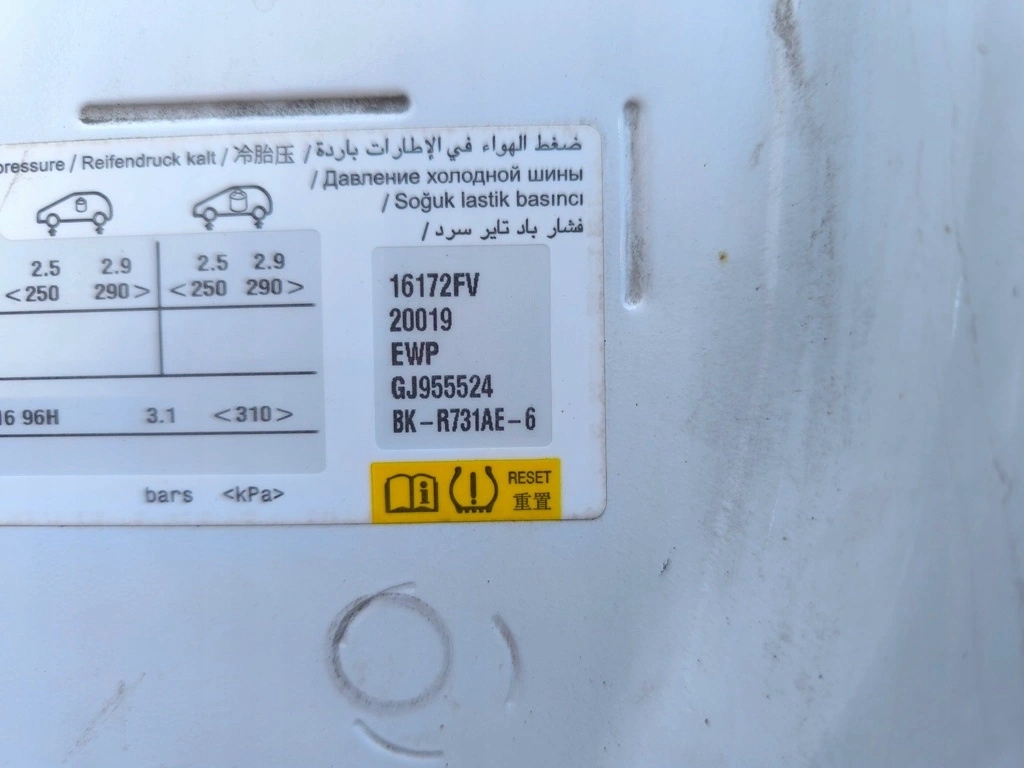 pressure / Reifendruck kalt / 冷胎压 / ضغط الهواء في الإطارات باردة
/ Давление холодной шины
/ Soğuk lastik basıncı
/ فشار باد تایر سرد
2.5 2.9 2.5 2.9
<250 290> <250 290>
16 96H 3.1 <310>
bars <kPa>
16172FV
20019
EWP
GJ955524
BK-R731AE-6
RESET
重置